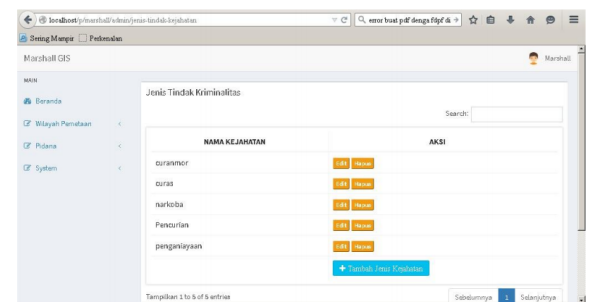 localhost/p/marshall/admin/jenis-tindak-kejahatan
error buat pdf denga fdpf di
Sering Mampir Perkenalan
Marshall GIS
Marshall
MAIN
Beranda
Wilayah Pemetaan
Pidana
System
Jenis Tindak Kriminalitas
Search:
NAMA KEJAHATAN AKSI
curanmor Edit Hapus
curas Edit Hapus
narkoba Edit Hapus
Pencurian Edit Hapus
penganiayaan Edit Hapus
+ Tambah Jenis Kejahatan
Tampilkan 1 to 5 of 5 entries
Sebelumnya 1 Selanjutnya